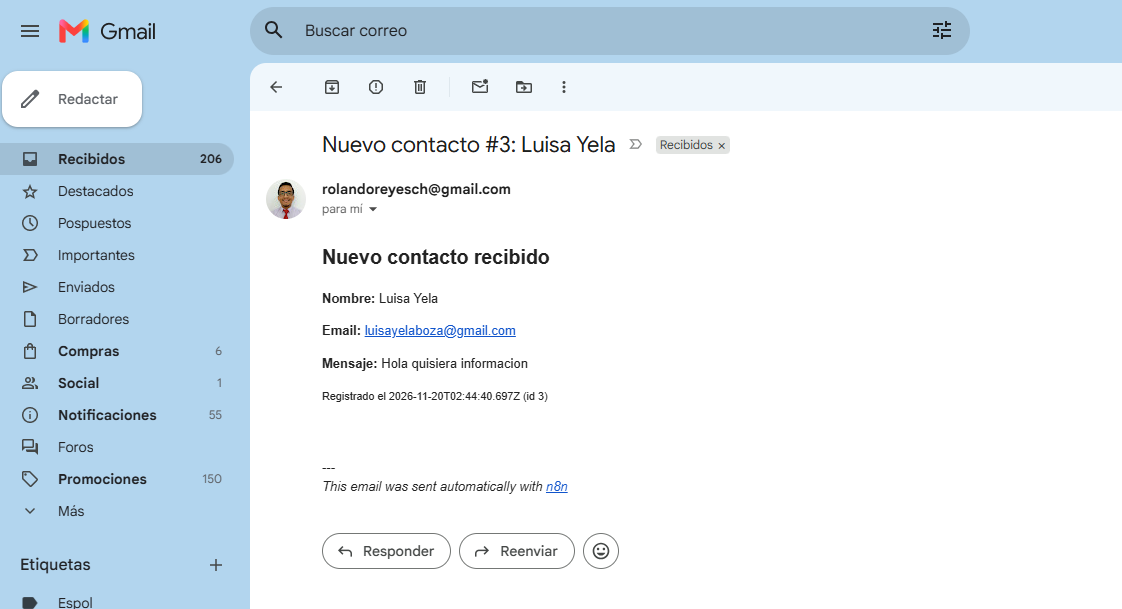 Gmail
Buscar correo
Redactar
Recibidos 206
Destacados
Pospuestos
Importantes
Enviados
Borradores
Compras 6
Social 1
Notificaciones 55
Foros
Promociones 150
Más
Etiquetas
Espol
Nuevo contacto #3: Luisa Yela Recibidos x
rolandoreyesch@gmail.com
para mí
Nuevo contacto recibido
Nombre: Luisa Yela
Email: luisayelaboza@gmail.com
Mensaje: Hola quisiera informacion
Registrado el 2026-11-20T02:44:40.697Z (id 3)
---
This email was sent automatically with n8n
Responder Reenviar